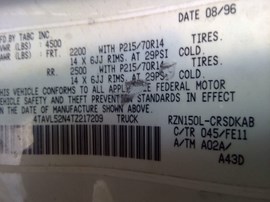 BY: TABC INC DATE 08/96
GVWR (LBS) : 4500 WITH P215/70R14 TIRES.
GAWR (LBS) : FRT. 2200 14 X 6JJ RIMS. AT 29PSI COLD.
RR. 2500 WITH P215/70R14 TIRES.
14 X 6JJ RIMS. AT 29PSI COLD.
VEHICLE CONFORMS TO ALL APPLICABLE FEDERAL MOTOR
VEHICLE SAFETY AND THEFT PREVENTION STANDARDS IN
EFFECT ON THE DATE OF MANUFACTURE SHOWN ABOVE.
4TAVL52N4TZ217209 TRUCK RZN150L-CRSDKAB
C/TR 045/FE11
A/TM A02A/
A43D